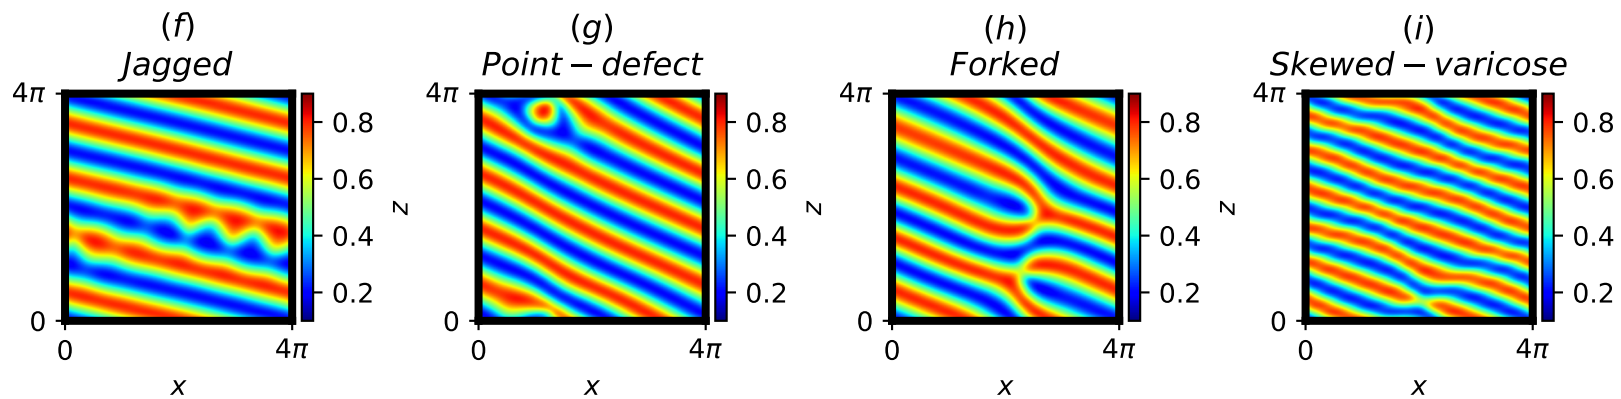 (f)
Jagged
4π
0
0
4π
x
0.8
0.6
0.4
0.2
(g)
Point – defect
z
4π
0
0
4π
x
0.8
0.6
0.4
0.2
(h)
Forked
z
4π
0
0
4π
x
0.8
0.6
0.4
0.2
(i)
Skewed – varicose
z
4π
0
0
4π
x
0.8
0.6
0.4
0.2